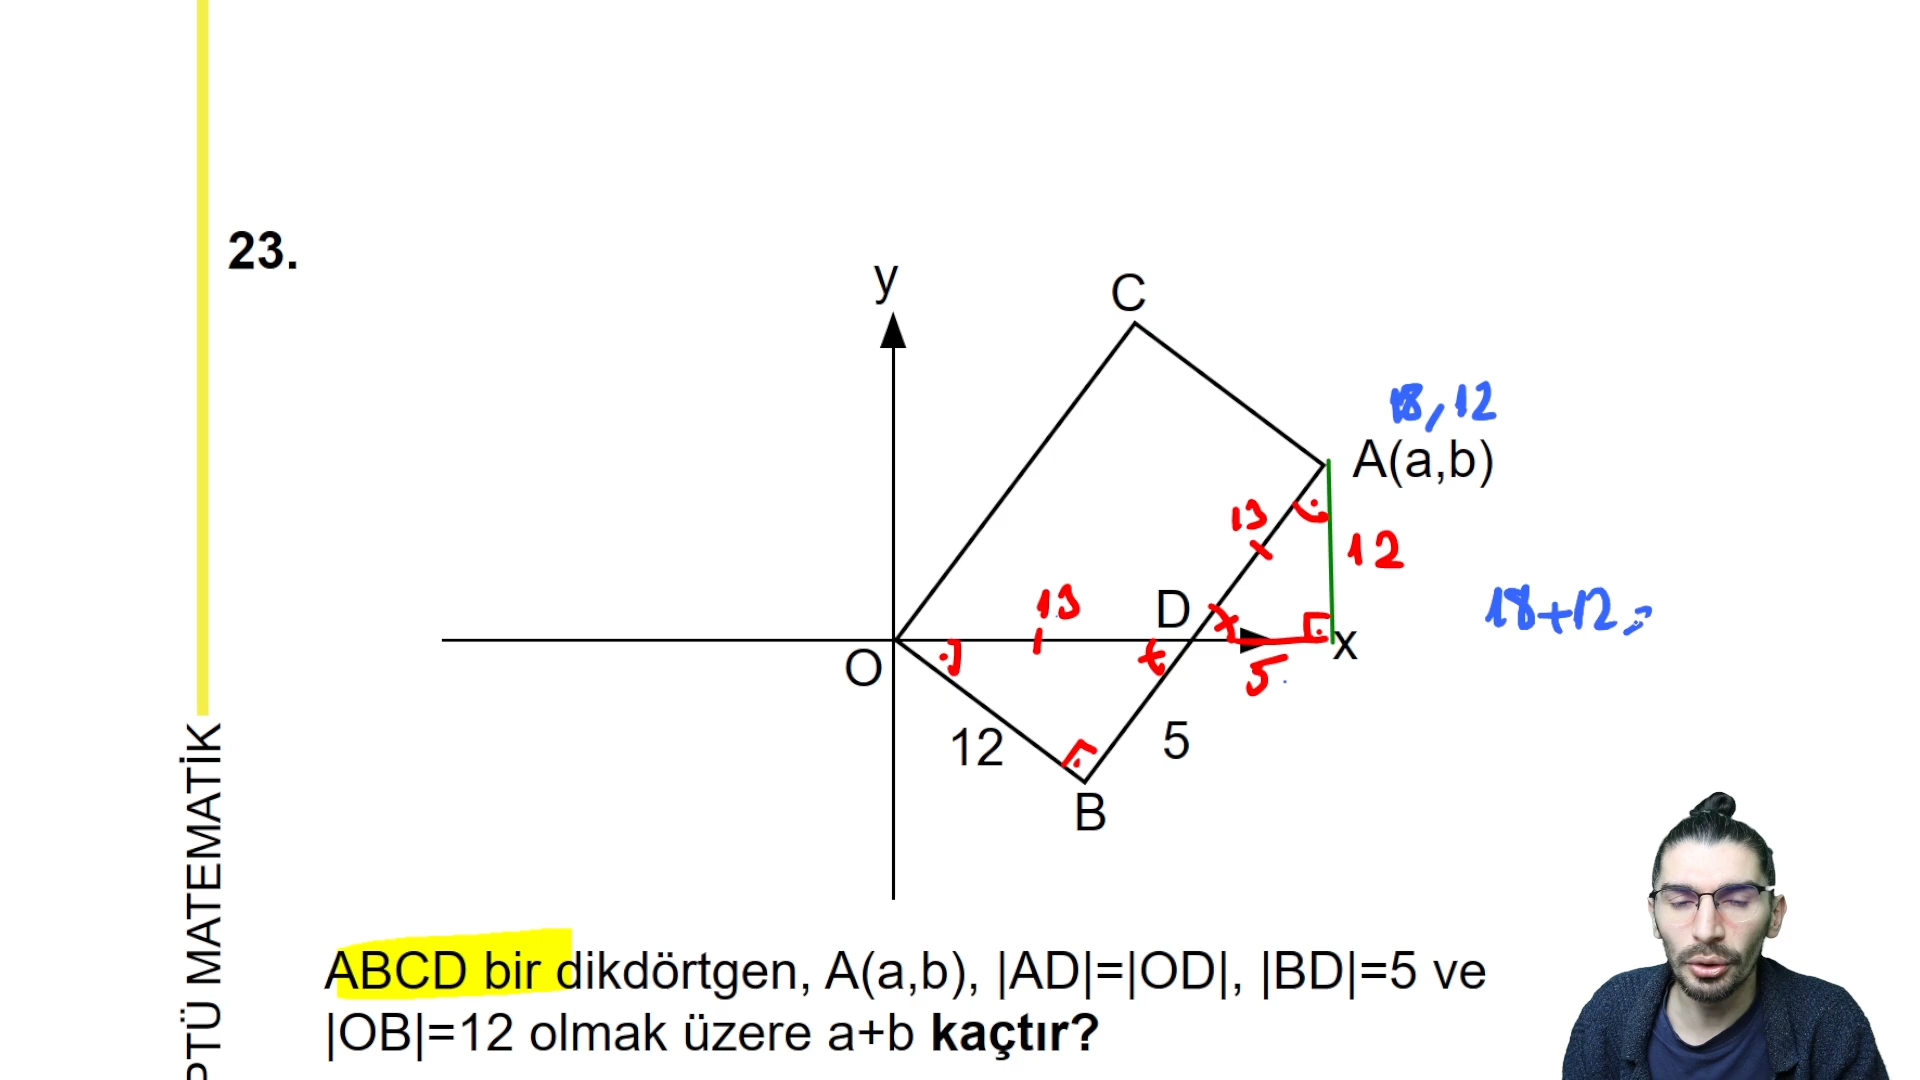 23.
y
C
18, 12
A(a,b)
13
12
13
D
18+12=
O
x
5
12
5
B
PTÜ MATEMATİK
ABCD bir dikdörtgen, A(a,b), |AD|=|OD|, |BD|=5 ve
|OB|=12 olmak üzere a+b kaçtır?